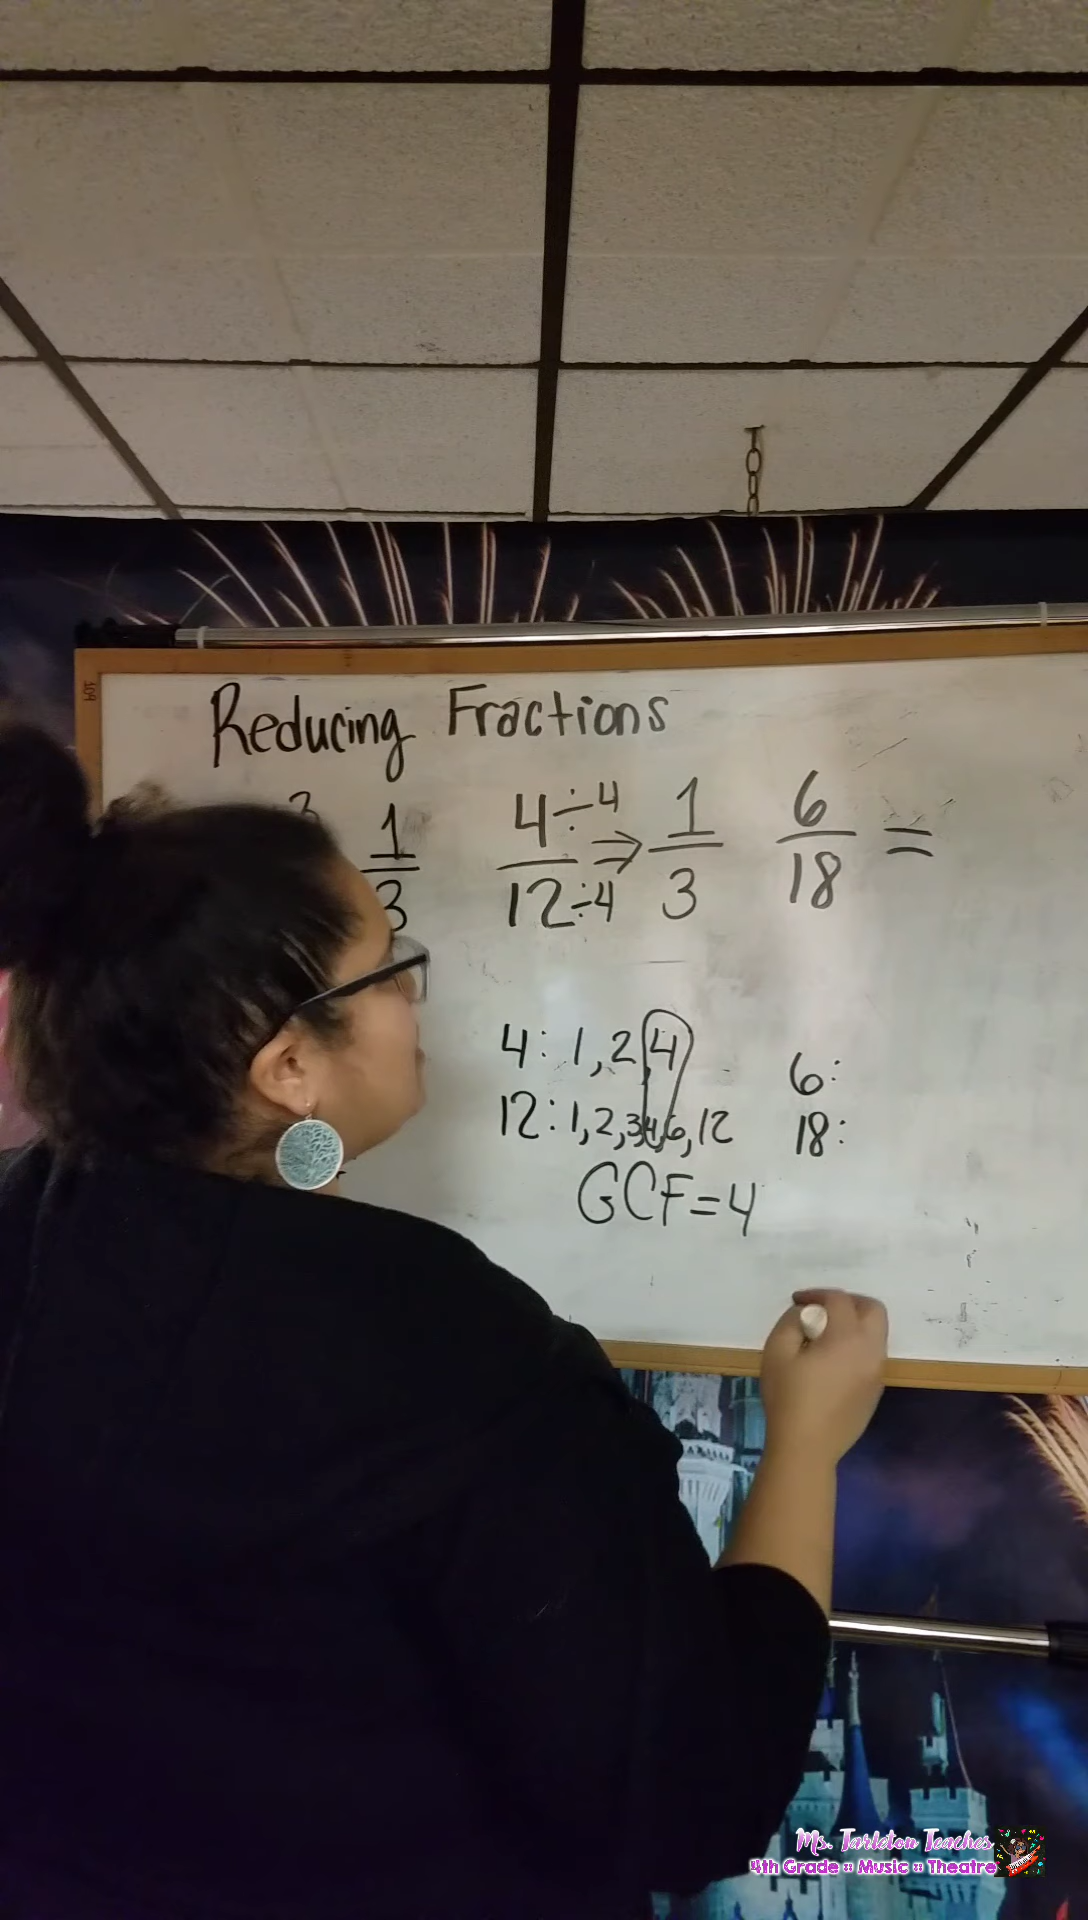 Reducing Fractions
3 1/3
4÷4/12÷4 ⇒ 1/3
6/18 =
4: 1, 2, 4
12: 1, 2, 3, 4, 6, 12
GCF=4
6:
18:
Ms. Tarleton Teaches
4th Grade :: Music :: Theatre